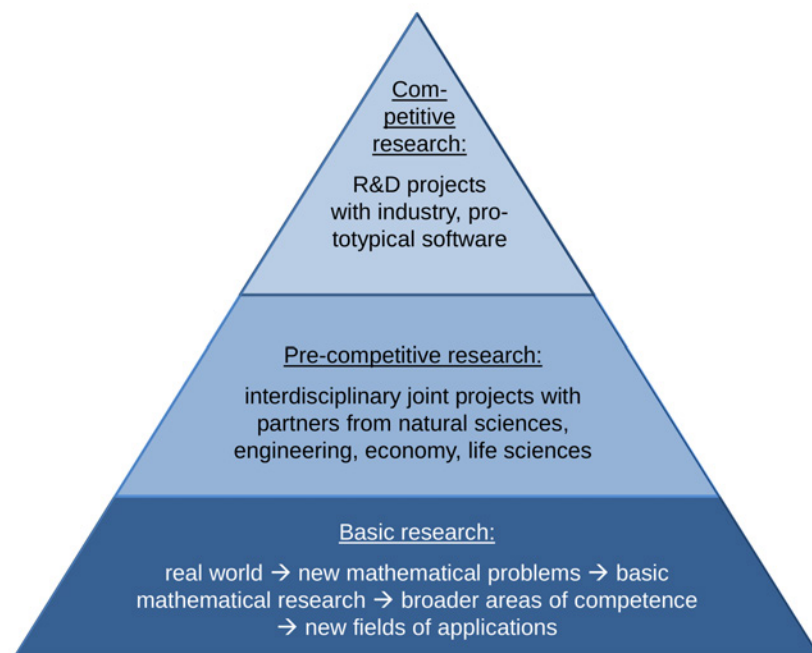 Com-
petitive
research:
R&D projects
with industry, pro-
totypical software
Pre-competitive research:
interdisciplinary joint projects with
partners from natural sciences,
engineering, economy, life sciences
Basic research:
real world → new mathematical problems → basic
mathematical research → broader areas of competence
→ new fields of applications